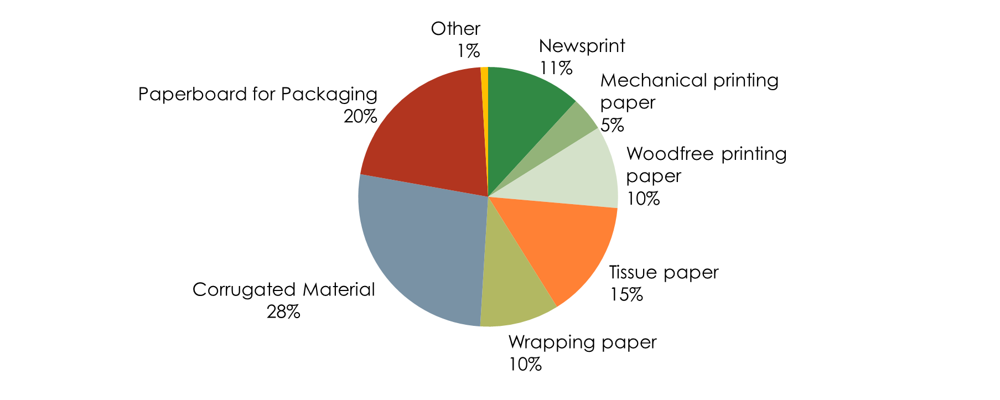 Other
1%
Newsprint
11%
Mechanical printing
paper
5%
Woodfree printing
paper
10%
Tissue paper
15%
Wrapping paper
10%
Corrugated Material
28%
Paperboard for Packaging
20%